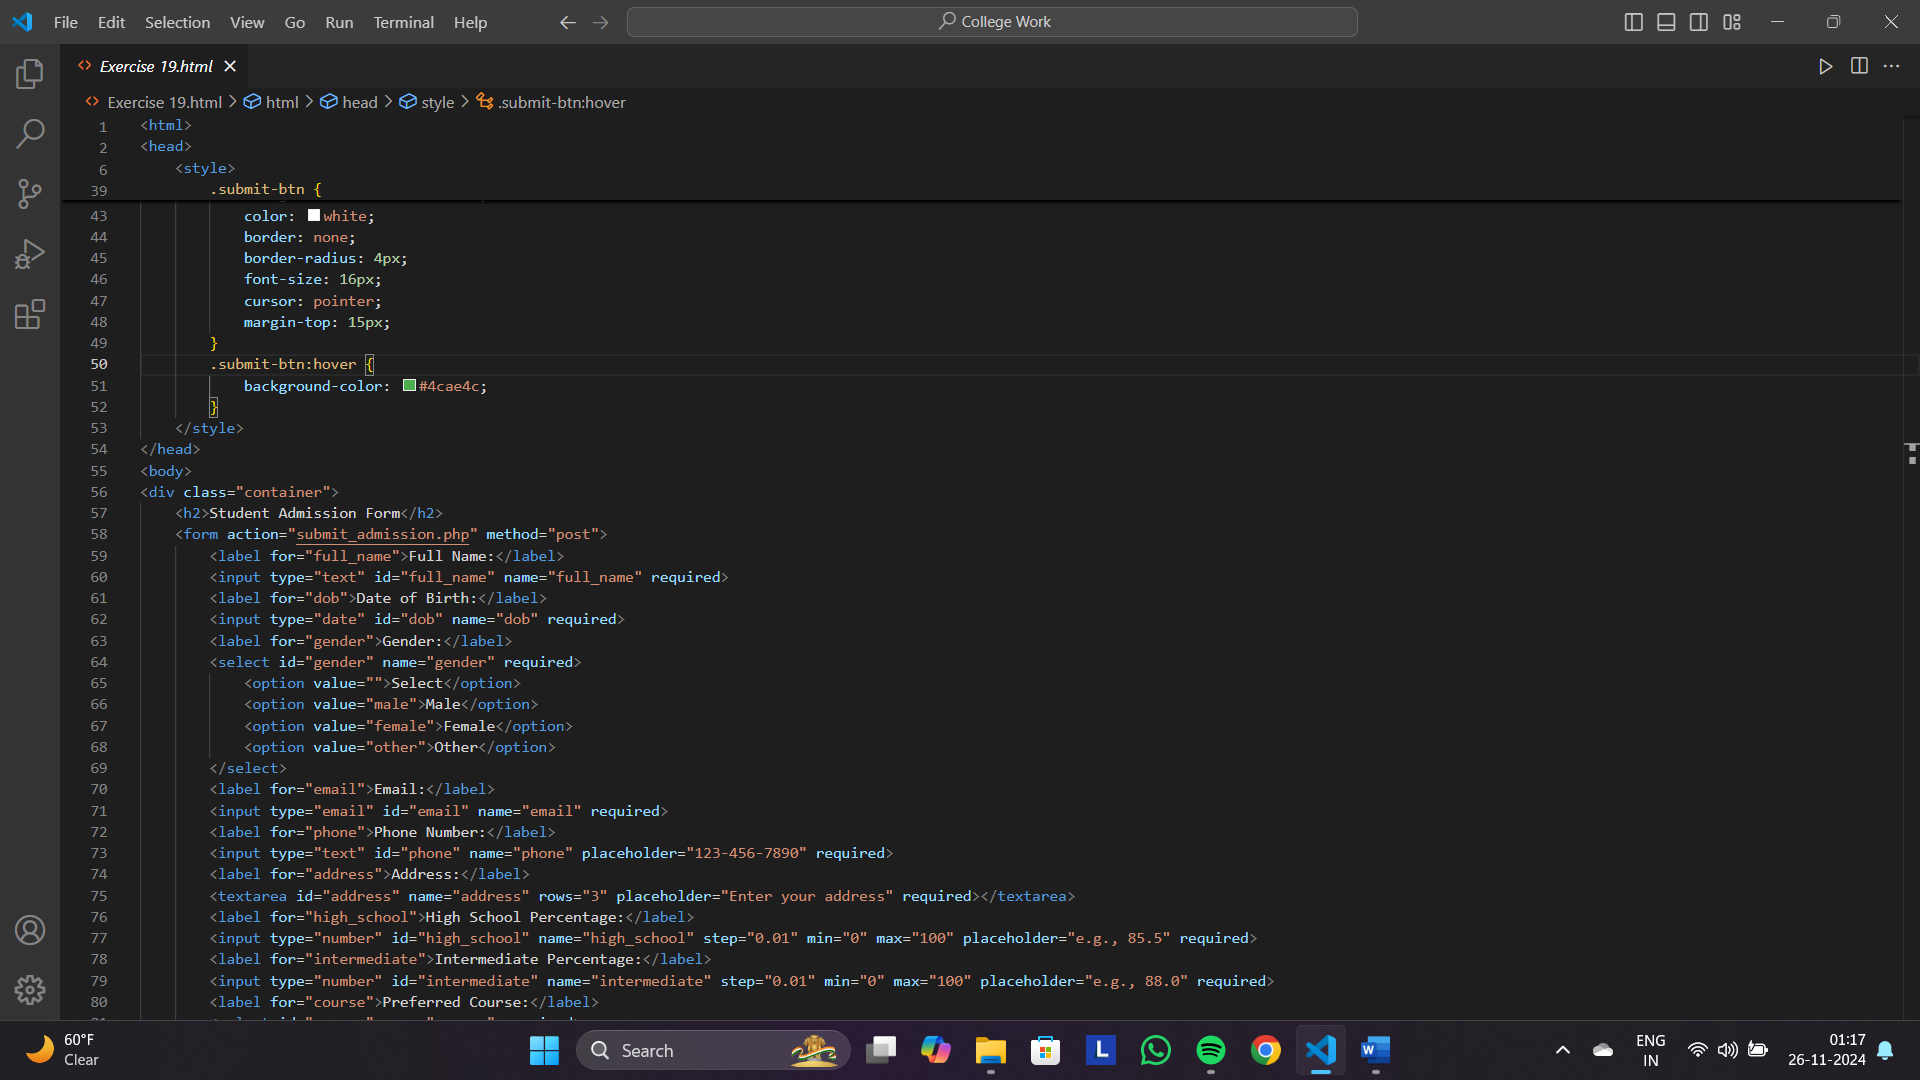 File Edit Selection View Go Run Terminal Help College Work
Exercise 19.html
Exercise 19.html > html > head > style > .submit-btn:hover
1 <html>
2 <head>
6 <style>
39 .submit-btn {
43 color: white;
44 border: none;
45 border-radius: 4px;
46 font-size: 16px;
47 cursor: pointer;
48 margin-top: 15px;
49 }
50 .submit-btn:hover {
51 background-color: #4cae4c;
52 }
53 </style>
54 </head>
55 <body>
56 <div class="container">
57 <h2>Student Admission Form</h2>
58 <form action="submit_admission.php" method="post">
59 <label for="full_name">Full Name:</label>
60 <input type="text" id="full_name" name="full_name" required>
61 <label for="dob">Date of Birth:</label>
62 <input type="date" id="dob" name="dob" required>
63 <label for="gender">Gender:</label>
64 <select id="gender" name="gender" required>
65 <option value="">Select</option>
66 <option value="male">Male</option>
67 <option value="female">Female</option>
68 <option value="other">Other</option>
69 </select>
70 <label for="email">Email:</label>
71 <input type="email" id="email" name="email" required>
72 <label for="phone">Phone Number:</label>
73 <input type="text" id="phone" name="phone" placeholder="123-456-7890" required>
74 <label for="address">Address:</label>
75 <textarea id="address" name="address" rows="3" placeholder="Enter your address" required></textarea>
76 <label for="high_school">High School Percentage:</label>
77 <input type="number" id="high_school" name="high_school" step="0.01" min="0" max="100" placeholder="e.g., 85.5" required>
78 <label for="intermediate">Intermediate Percentage:</label>
79 <input type="number" id="intermediate" name="intermediate" step="0.01" min="0" max="100" placeholder="e.g., 88.0" required>
80 <label for="course">Preferred Course:</label>
60°F
Clear
Search
L
W
ENG
IN
01:17
26-11-2024